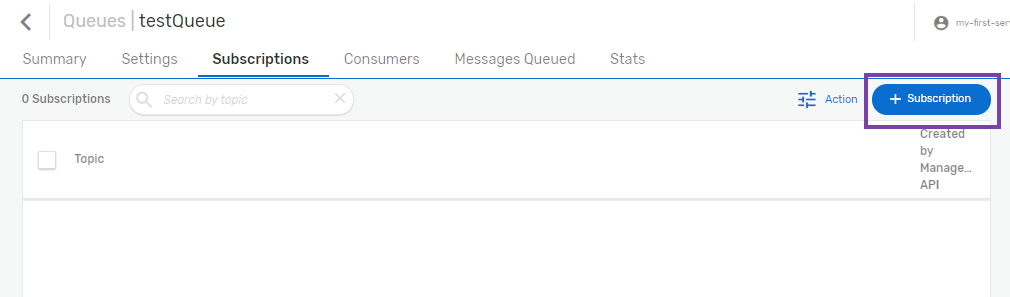 Queues | testQueue
my-first-ser
Summary Settings Subscriptions Consumers Messages Queued Stats
0 Subscriptions Search by topic Action + Subscription
Topic
Created
by
Manage...
API